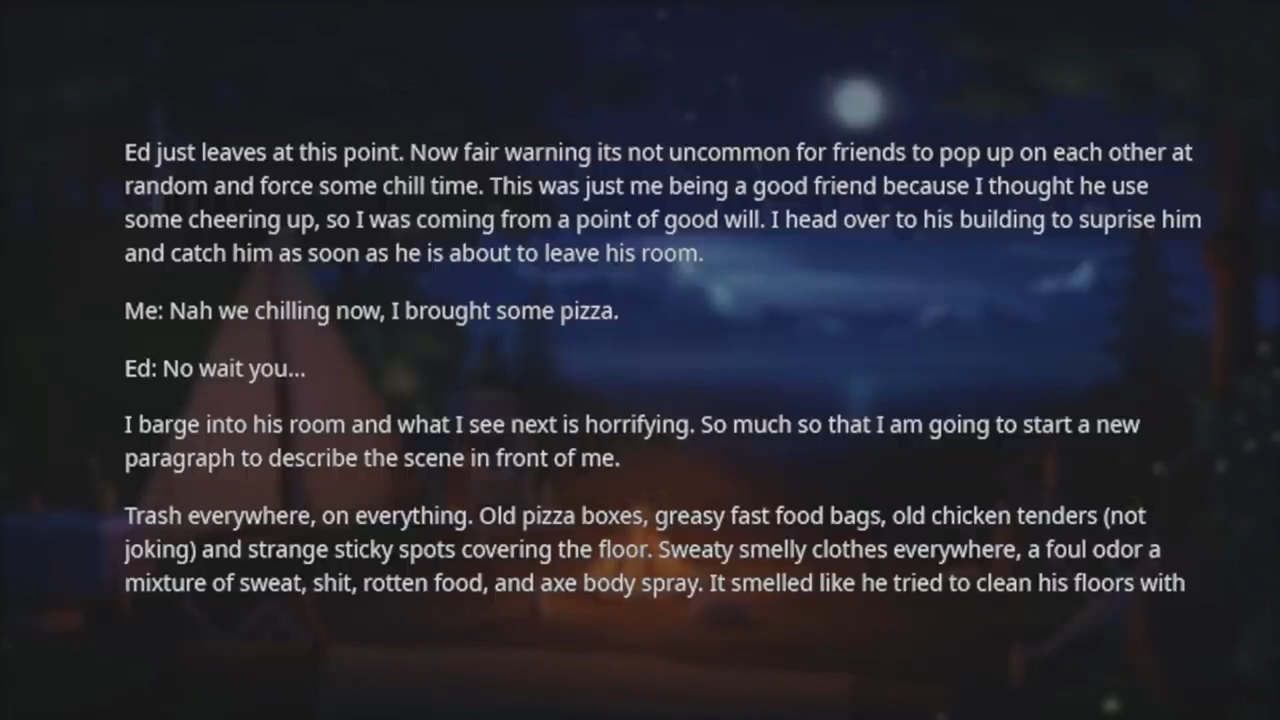 Ed just leaves at this point. Now fair warning its not uncommon for friends to pop up on each other at
random and force some chill time. This was just me being a good friend because I thought he use
some cheering up, so I was coming from a point of good will. I head over to his building to suprise him
and catch him as soon as he is about to leave his room.
Me: Nah we chilling now, I brought some pizza.
Ed: No wait you...
I barge into his room and what I see next is horrifying. So much so that I am going to start a new
paragraph to describe the scene in front of me.
Trash everywhere, on everything. Old pizza boxes, greasy fast food bags, old chicken tenders (not
joking) and strange sticky spots covering the floor. Sweaty smelly clothes everywhere, a foul odor a
mixture of sweat, shit, rotten food, and axe body spray. It smelled like he tried to clean his floors with